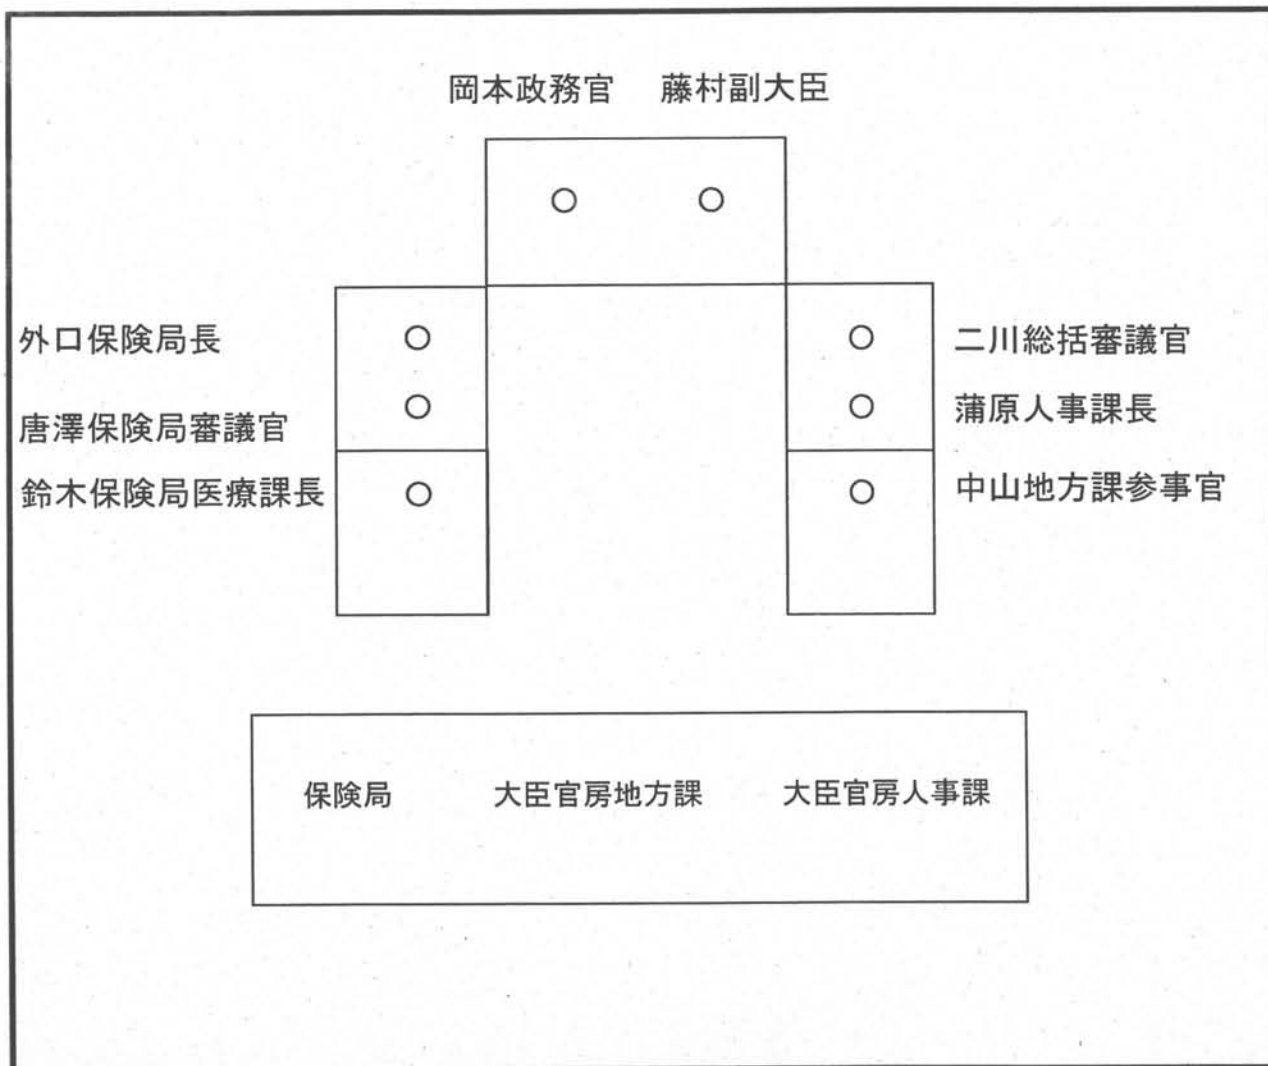 岡本政務官 藤村副大臣
外口保険局長
二川総括審議官
唐澤保険局審議官
蒲原人事課長
鈴木保険局医療課長
中山地方課参事官
保険局 大臣官房地方課 大臣官房人事課